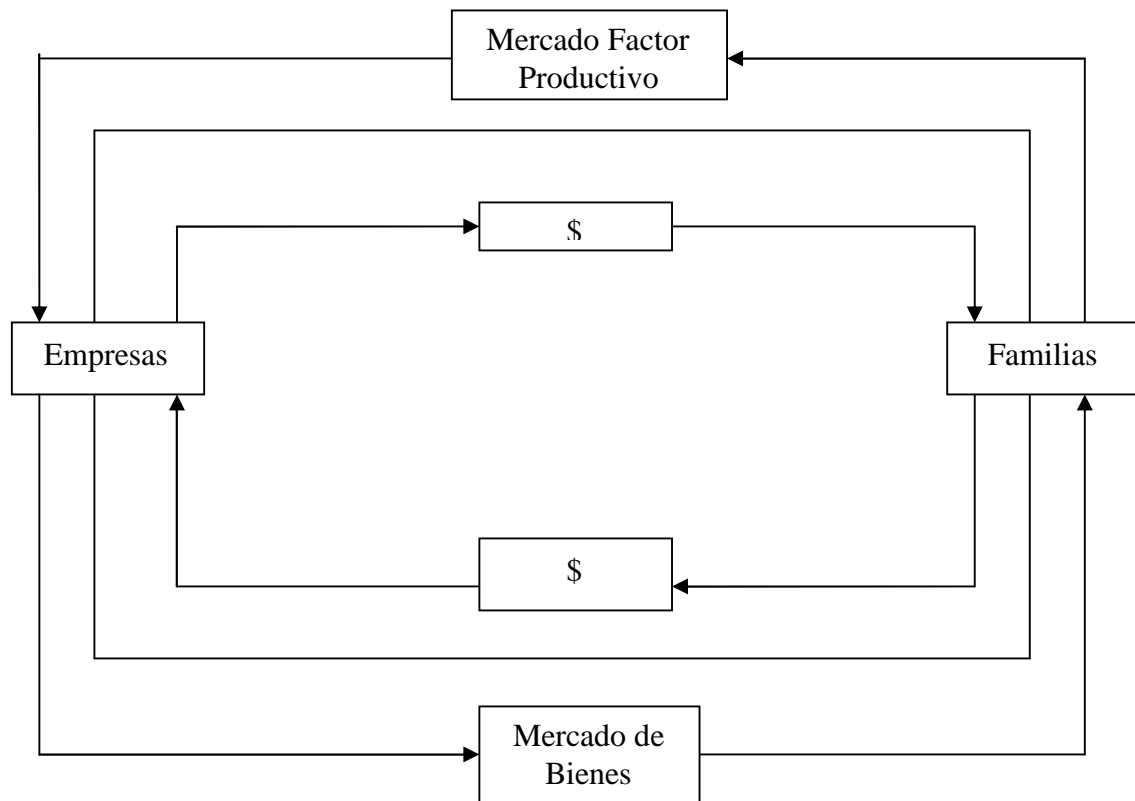 Mercado Factor
Productivo
$
Empresas
Familias
$
Mercado de
Bienes